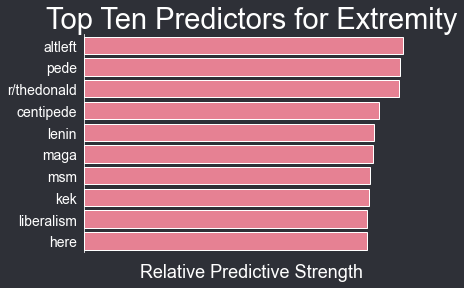 Top Ten Predictors for Extremity
altleft
pede
r/thedonald
centipede
lenin
maga
msm
kek
liberalism
here
Relative Predictive Strength